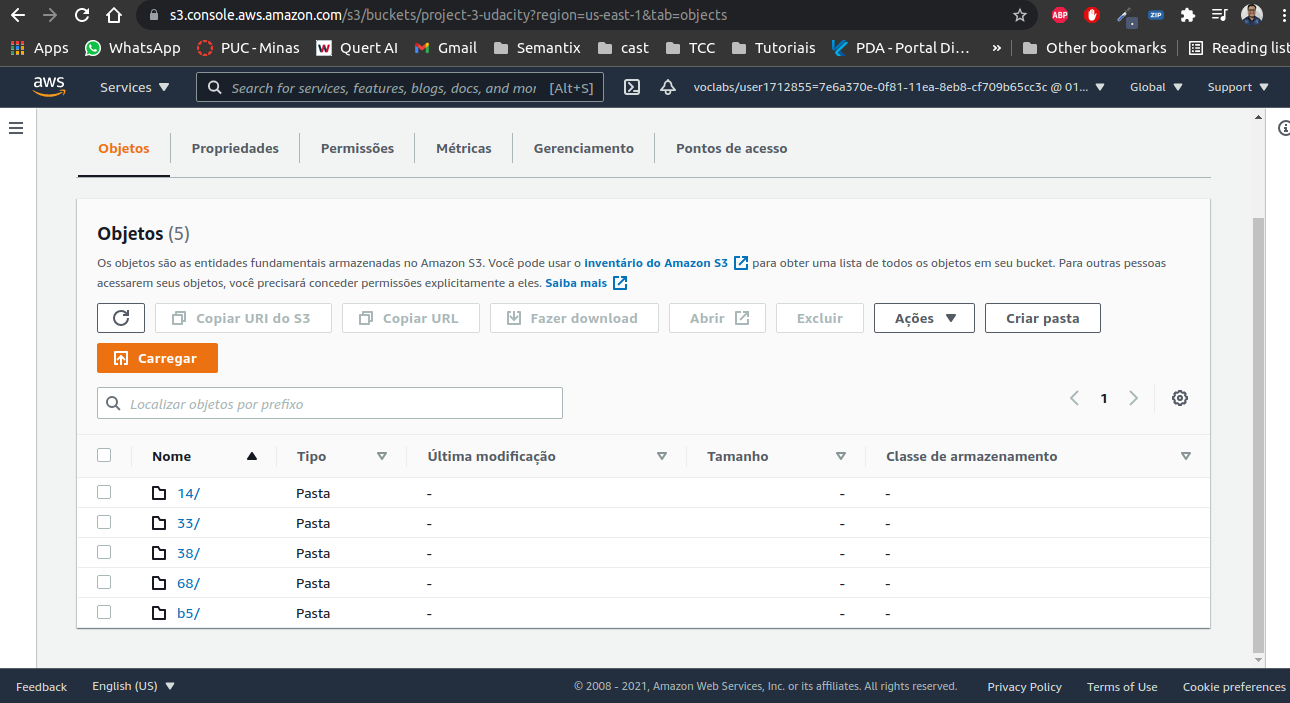 s3.console.aws.amazon.com/s3/buckets/project-3-udacity?region=us-east-1&tab=objects
ABP ZIP
Apps WhatsApp PUC - Minas W Quert AI Gmail Semantix cast TCC Tutoriais PDA - Portal Di... » Other bookmarks Reading list
aws Services Search for services, features, blogs, docs, and mor [Alt+S] voclabs/user1712855=7e6a370e-0f81-11ea-8eb8-cf709b65cc3c @ 01... Global Support
Objetos Propriedades Permissões Métricas Gerenciamento Pontos de acesso
Objetos (5)
Os objetos são as entidades fundamentais armazenadas no Amazon S3. Você pode usar o inventário do Amazon S3 para obter uma lista de todos os objetos em seu bucket. Para outras pessoas
acessarem seus objetos, você precisará conceder permissões explicitamente a eles. Saiba mais
Copiar URI do S3 Copiar URL Fazer download Abrir Excluir Ações Criar pasta
Carregar
Localizar objetos por prefixo 1
Nome Tipo Última modificação Tamanho Classe de armazenamento
14/ Pasta - - -
33/ Pasta - - -
38/ Pasta - - -
68/ Pasta - - -
b5/ Pasta - - -
Feedback English (US) © 2008 - 2021, Amazon Web Services, Inc. or its affiliates. All rights reserved. Privacy Policy Terms of Use Cookie preferences